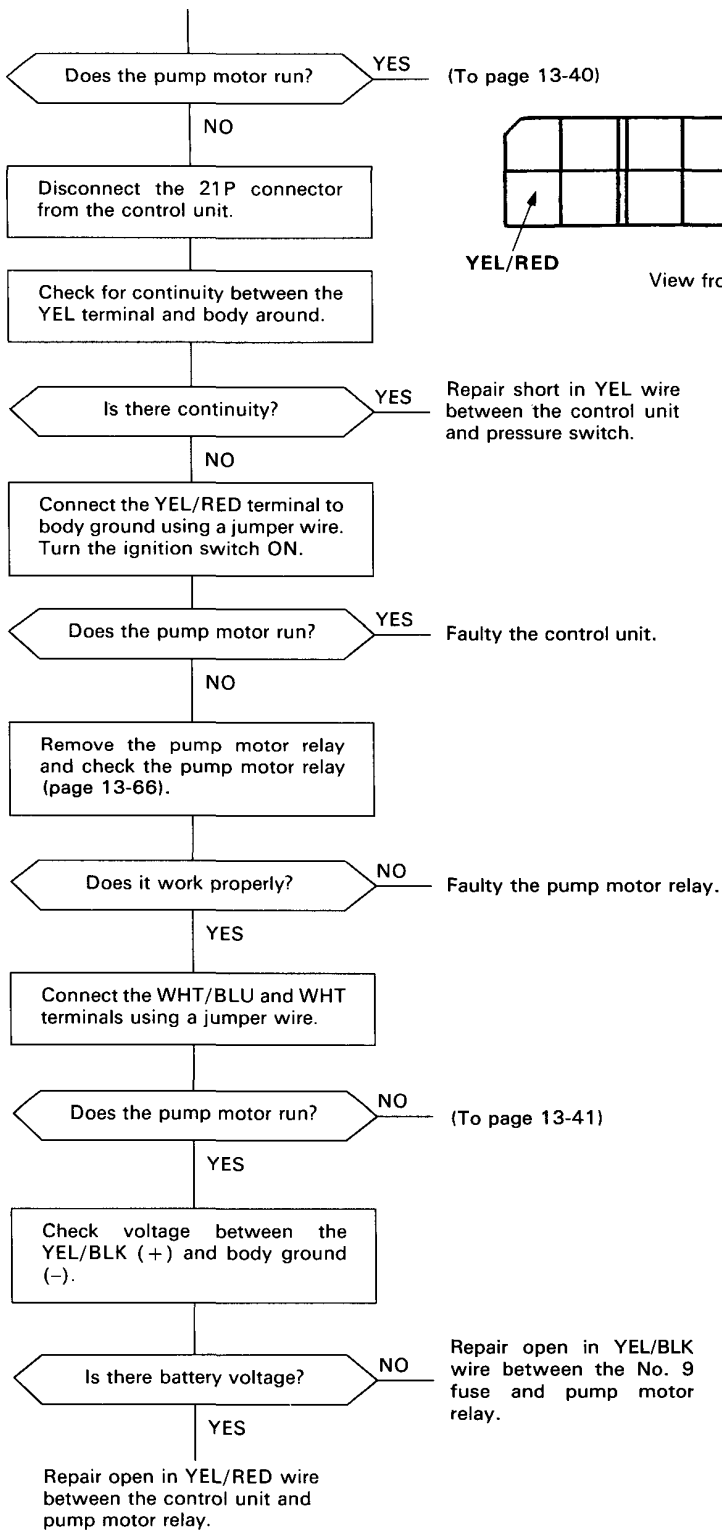 Does the pump motor run?
YES
(To page 13-40)
NO
YEL/RED
View fro
Disconnect the 21P connector
from the control unit.
Check for continuity between the
YEL terminal and body around.
Is there continuity?
YES
Repair short in YEL wire
between the control unit
and pressure switch.
NO
Connect the YEL/RED terminal to
body ground using a jumper wire.
Turn the ignition switch ON.
Does the pump motor run?
YES
Faulty the control unit.
NO
Remove the pump motor relay
and check the pump motor relay
(page 13-66).
Does it work properly?
NO
Faulty the pump motor relay.
YES
Connect the WHT/BLU and WHT
terminals using a jumper wire.
Does the pump motor run?
NO
(To page 13-41)
YES
Check voltage between the
YEL/BLK (+) and body ground
(–).
Is there battery voltage?
NO
Repair open in YEL/BLK
wire between the No. 9
fuse and pump motor
relay.
YES
Repair open in YEL/RED wire
between the control unit and
pump motor relay.